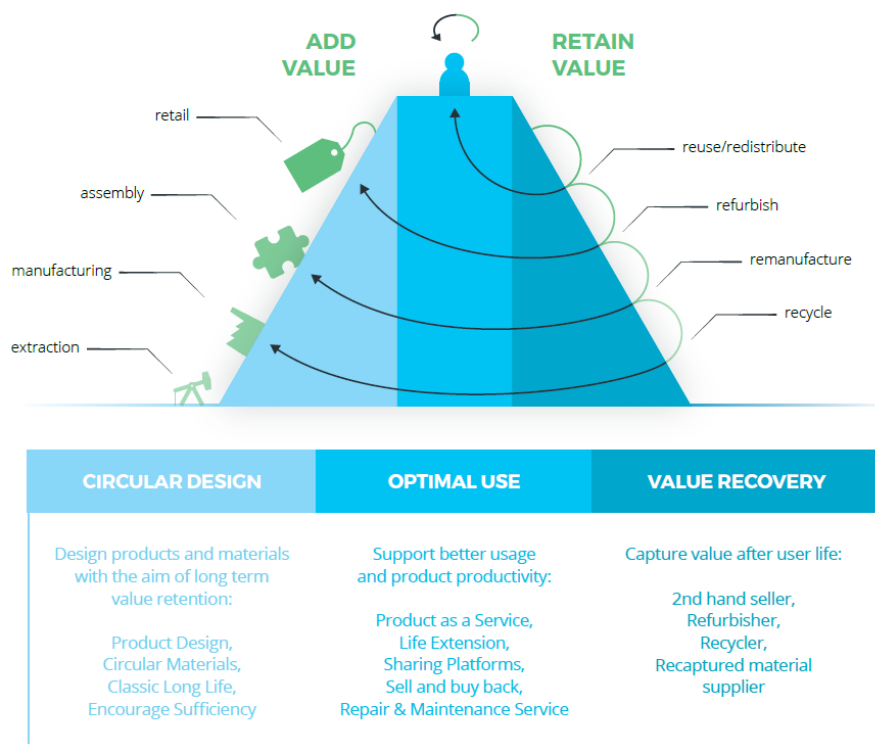 ADD
VALUE
RETAIN
VALUE
retail
assembly
manufacturing
extraction
reuse/redistribute
refurbish
remanufacture
recycle
CIRCULAR DESIGN
Design products and materials
with the aim of long term
value retention:
Product Design,
Circular Materials,
Classic Long Life,
Encourage Sufficiency
OPTIMAL USE
Support better usage
and product productivity:
Product as a Service,
Life Extension,
Sharing Platforms,
Sell and buy back,
Repair & Maintenance Service
VALUE RECOVERY
Capture value after user life:
2nd hand seller,
Refurbisher,
Recycler,
Recaptured material
supplier